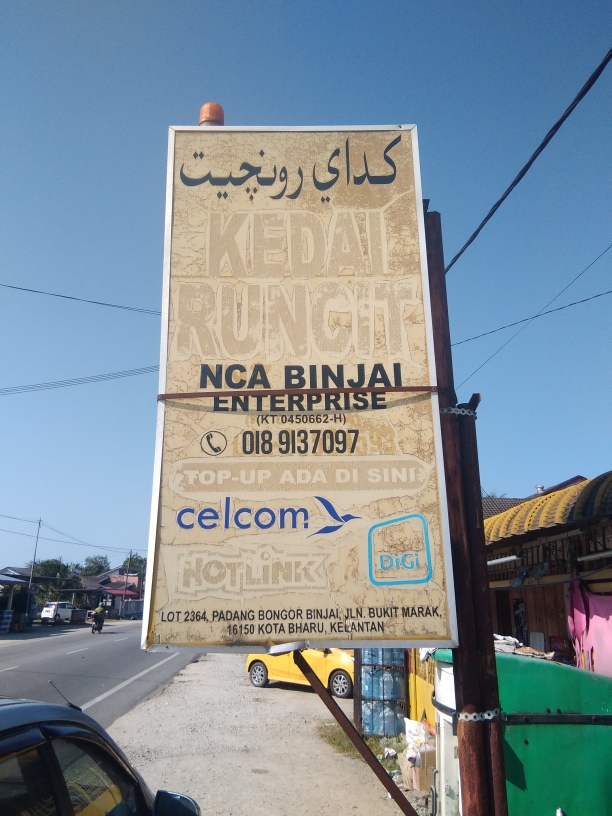 كداي رونچيت
KEDAI
RUNCIT
NCA BINJAI
ENTERPRISE
(KT 0450662-H)
018 9137097
TOP-UP ADA DI SINI
celcom
DiGi
HOTLINK
LOT 2364, PADANG BONGOR BINJAI, JLN. BUKIT MARAK,
16150 KOTA BHARU, KELANTAN